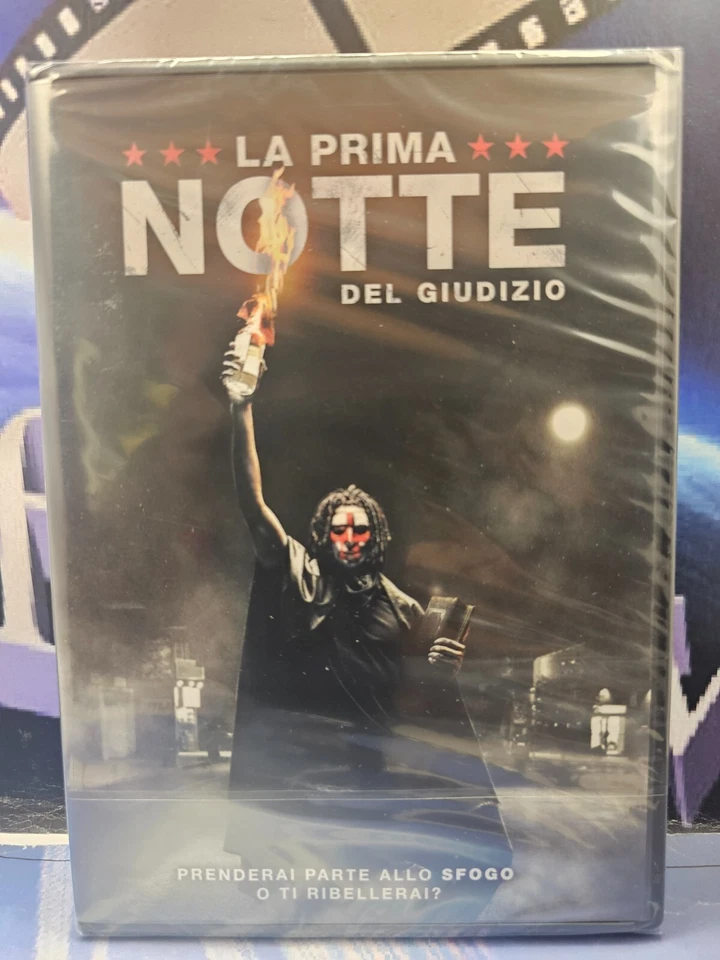 LA PRIMA
NOTTE
DEL GIUDIZIO
PRENDERAI PARTE ALLO SFOGO
O TI RIBELLERAI?